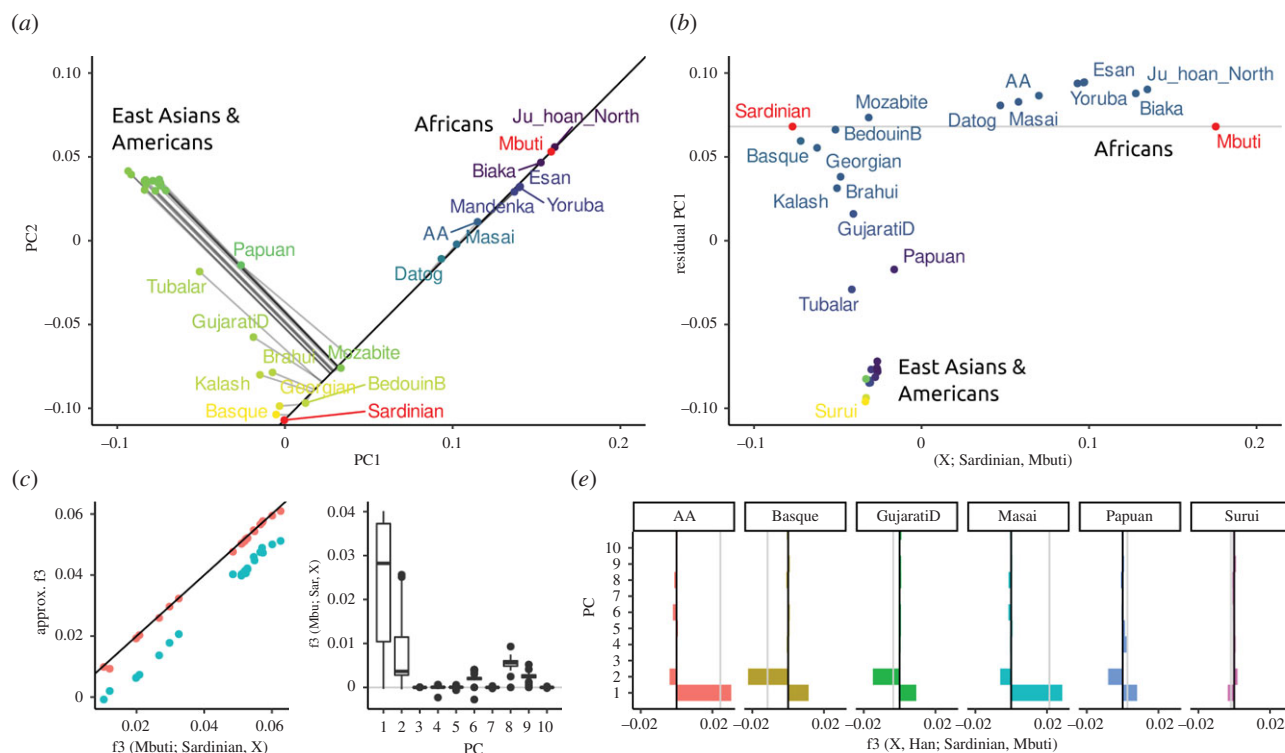 (a)
0.10
0.05
0
−0.05
−0.10
PC2
East Asians &
Americans
Africans
Ju_hoan_North
Mbuti
Biaka
Esan
Mandenka
Yoruba
AA
Masai
Datog
Papuan
Tubalar
GujaratiD
Brahui
Mozabite
Kalash
Georgian
BedouinB
Basque
Sardinian
−0.1
0
0.1
0.2
PC1
(b)
0.10
0.05
0
−0.05
−0.10
residual PC1
Sardinian
Mozabite
AA
Esan
Ju_hoan_North
Datog
Masai
Yoruba
Biaka
BedouinB
Basque
Georgian
Africans
Mbuti
Kalash
Brahui
GujaratiD
Papuan
Tubalar
East Asians &
Americans
Surui
−0.1
0
0.1
0.2
(X; Sardinian, Mbuti)
(c)
0.06
0.04
0.02
0
approx. f3
0.02
0.04
0.06
f3 (Mbuti; Sardinian, X)
0.04
0.03
0.02
0.01
0
f3 (Mbu; Sar, X)
1 2 3 4 5 6 7 8 9 10
PC
(e)
AA
Basque
GujaratiD
Masai
Papuan
Surui
10
9
8
7
6
5
4
3
2
1
PC
−0.02 0.02
−0.02 0.02
−0.02 0.02
−0.02 0.02
−0.02 0.02
−0.02 0.02
f3 (X, Han; Sardinian, Mbuti)